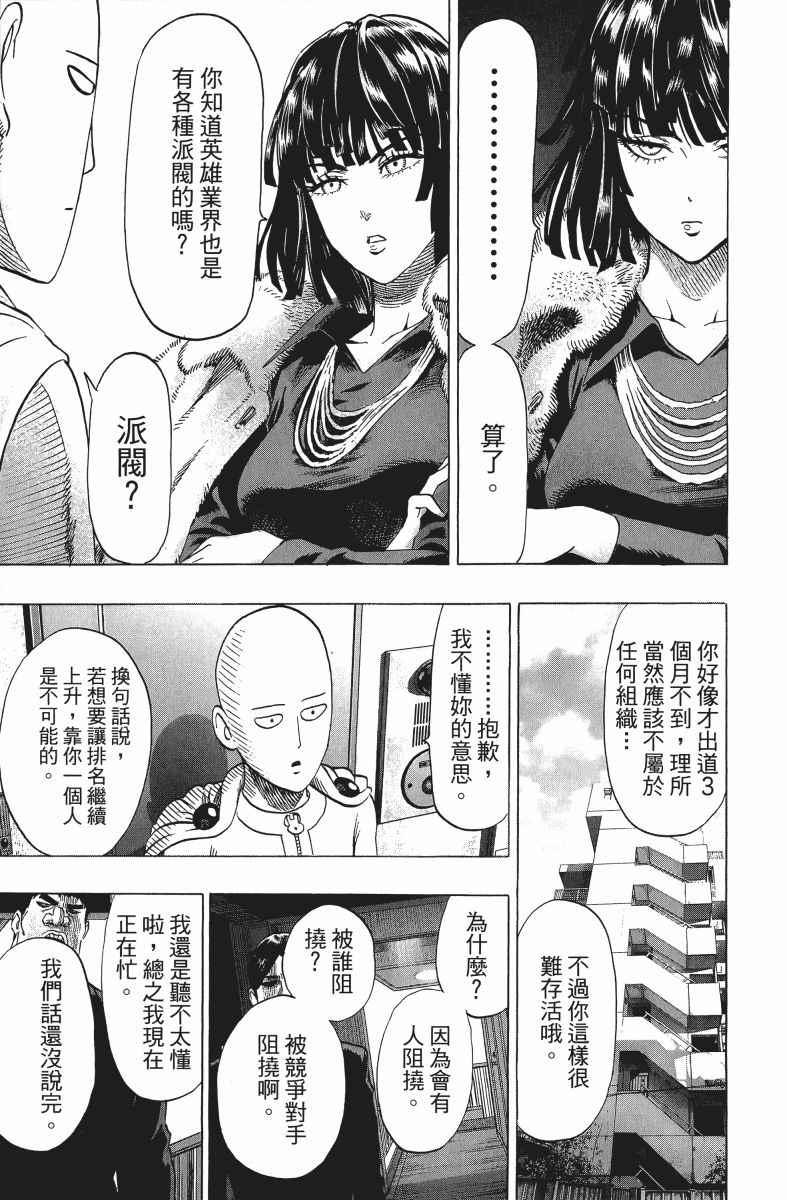 …………………
算了。
你知道英雄業界也是
有各種派閥的嗎？
派閥？
你好像才出道3
個月不到，理所
當然應該不屬於
任何組織…
不過你這樣很
難存活哦。
…………抱歉，
我不懂妳的意思。
換句話說，
若想要讓排名繼續
上升，靠你一個人
是不可能的。
為什麼？
因為會有
人阻撓。
被誰阻
撓？
被競爭對手
阻撓啊。
我還是聽不太懂
啦，總之我現在
正在忙。
我們話還沒說完。